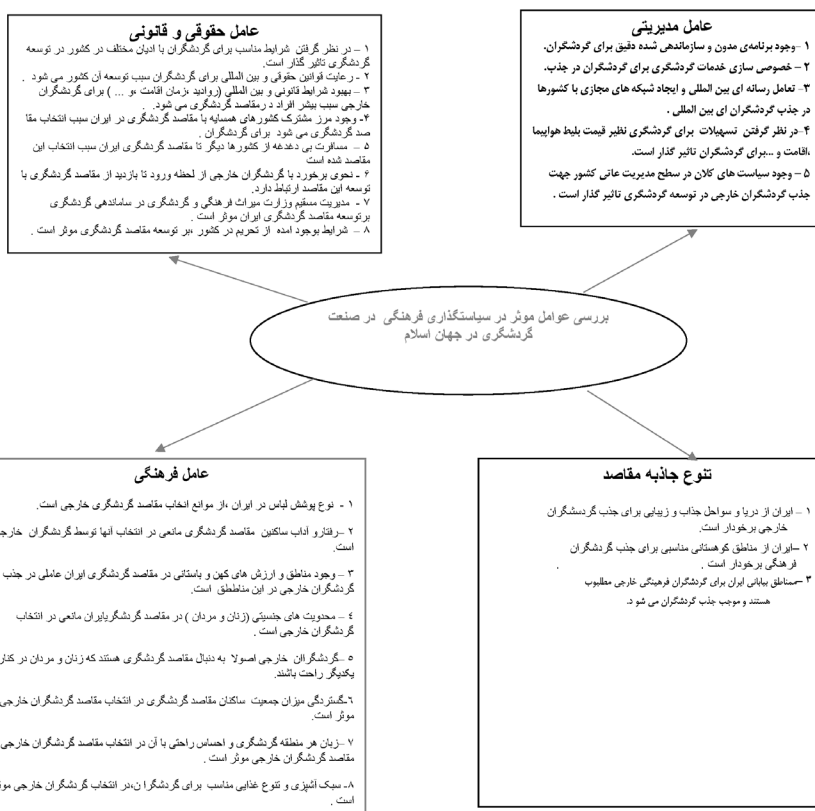 عامل مدیریتی
۱ –وجود برنامه‌ی مدون و سازماندهی شده دقیق برای گردشگران.
۲ – خصوصی سازی خدمات گردشگری برای گردشگران در جذب.
۳– تعامل رسانه ای بین المللی و ایجاد شبکه های مجازی با کشورها
در جذب گردشگران ای بین المللی .
۴–در نظر گرفتن تسهیلات برای گردشگری نظیر قیمت بلیط هواپیما
،اقامت و ...برای گردشگران تاثیر گذار است.
۵ – وجود سیاست های کلان در سطح مدیریت عاتی کشور جهت
جذب گردشگران خارجی در توسعه گردشگری تاثیر گذار است .
عامل حقوقی و قانونی
۱ – در نظر گرفتن شرایط مناسب برای گردشگران با ادیان مختلف در کشور در توسعه
گردشگری تاثیر گذار است.
۲ - رعایت قوانین حقوقی و بین المللی برای گردشگران سبب توسعه آن کشور می شود .
۳ – بهبود شرایط قانونی و بین المللی (روادید ،زمان اقامت ،و ... ) برای گردشگران
خارجی سبب بیشر افراد د رمقاصد گردشگری می شود. .
۴- وجود مرز مشترک کشورهای همسایه با مقاصد گردشگری در ایران سبب انتخاب مقا
صد گردشگری می شود برای گردشگران .
۵ – مسافرت بی دغدغه از کشورها دیگر تا مقاصد گردشگری ایران سبب انتخاب این
مقاصد شده است
۶ - نحوی برخورد با گردشگران خارجی از لحظه ورود تا بازدید از مقاصد گردشگری با
توسعه این مقاصد ارتباط دارد.
۷ - مدیریت مسقیم وزارت میراث فر هنگی و گردشگری در ساماندهی گردشگری
برتوسعه مقاصد گردشگری ایران موثر است .
۸ – شرایط بوجود امده از تحریم در کشور ،بر توسعه مقاصد گردشگری موثر است .
بررسی عوامل موثر در سیاستگذاری فرهنگی در صنعت
گردشگری در جهان اسلام
تنوع جاذبه مقاصد
۱ – ایران از دریا و سواحل جذاب و زیبایی برای جذب گردسشگران
خارجی برخودار است.
۲ –ایران از مناطق کوهستانی مناسبی برای جذب گردشگران
فر هنگی برخودار است .
۳ –مسناطق بیابانی ایران برای گردشگران فرهینگی خارجی مطلیوب
هستند و موجب جذب گردشگران می شو د.
عامل فرهنگی
۱ - نوع پوشش لباس در ایران ،از موانع انخاب مقاصد گردشگری خارجی است.
۲ –رفتارو آداب ساکنین مقاصد گردشگری مانعی در انتخاب آنها توسط گردشگران خارجی
است.
۳ – وجود مناطق و ارزش های کهن و باستانی در مقاصد گردشگری ایران عاملی در جذب
گردشگران خارجی در این مناططق است.
٤ – محدویت های جنسیتی (زنان و مردان ) در مقاصد گردشگریایران مانعی در انتخاب
گردشگران خارجی است .
٥ –گردشگراان خارجی اصولا به دنبال مقاصد گردشگری هستند که زنان و مردان در کنار
یکدیگر راحت باشند.
٦-گستردگی میزان جمعیت ساکنان مقاصد گردشگری در انتخاب مقاصد گردشگران خارجی
موثر است.
۷ –زبان هر منطقه گردشگری و احساس راحتی با آن در انتخاب مقاصد گردشگران خارجی
مقاصد گردشگران خارجی موثر است .
۸- سبک آشپزی و تنوع غذایی مناسب برای گردشگرا ن،در انتخاب گردشگران خارجی
است .